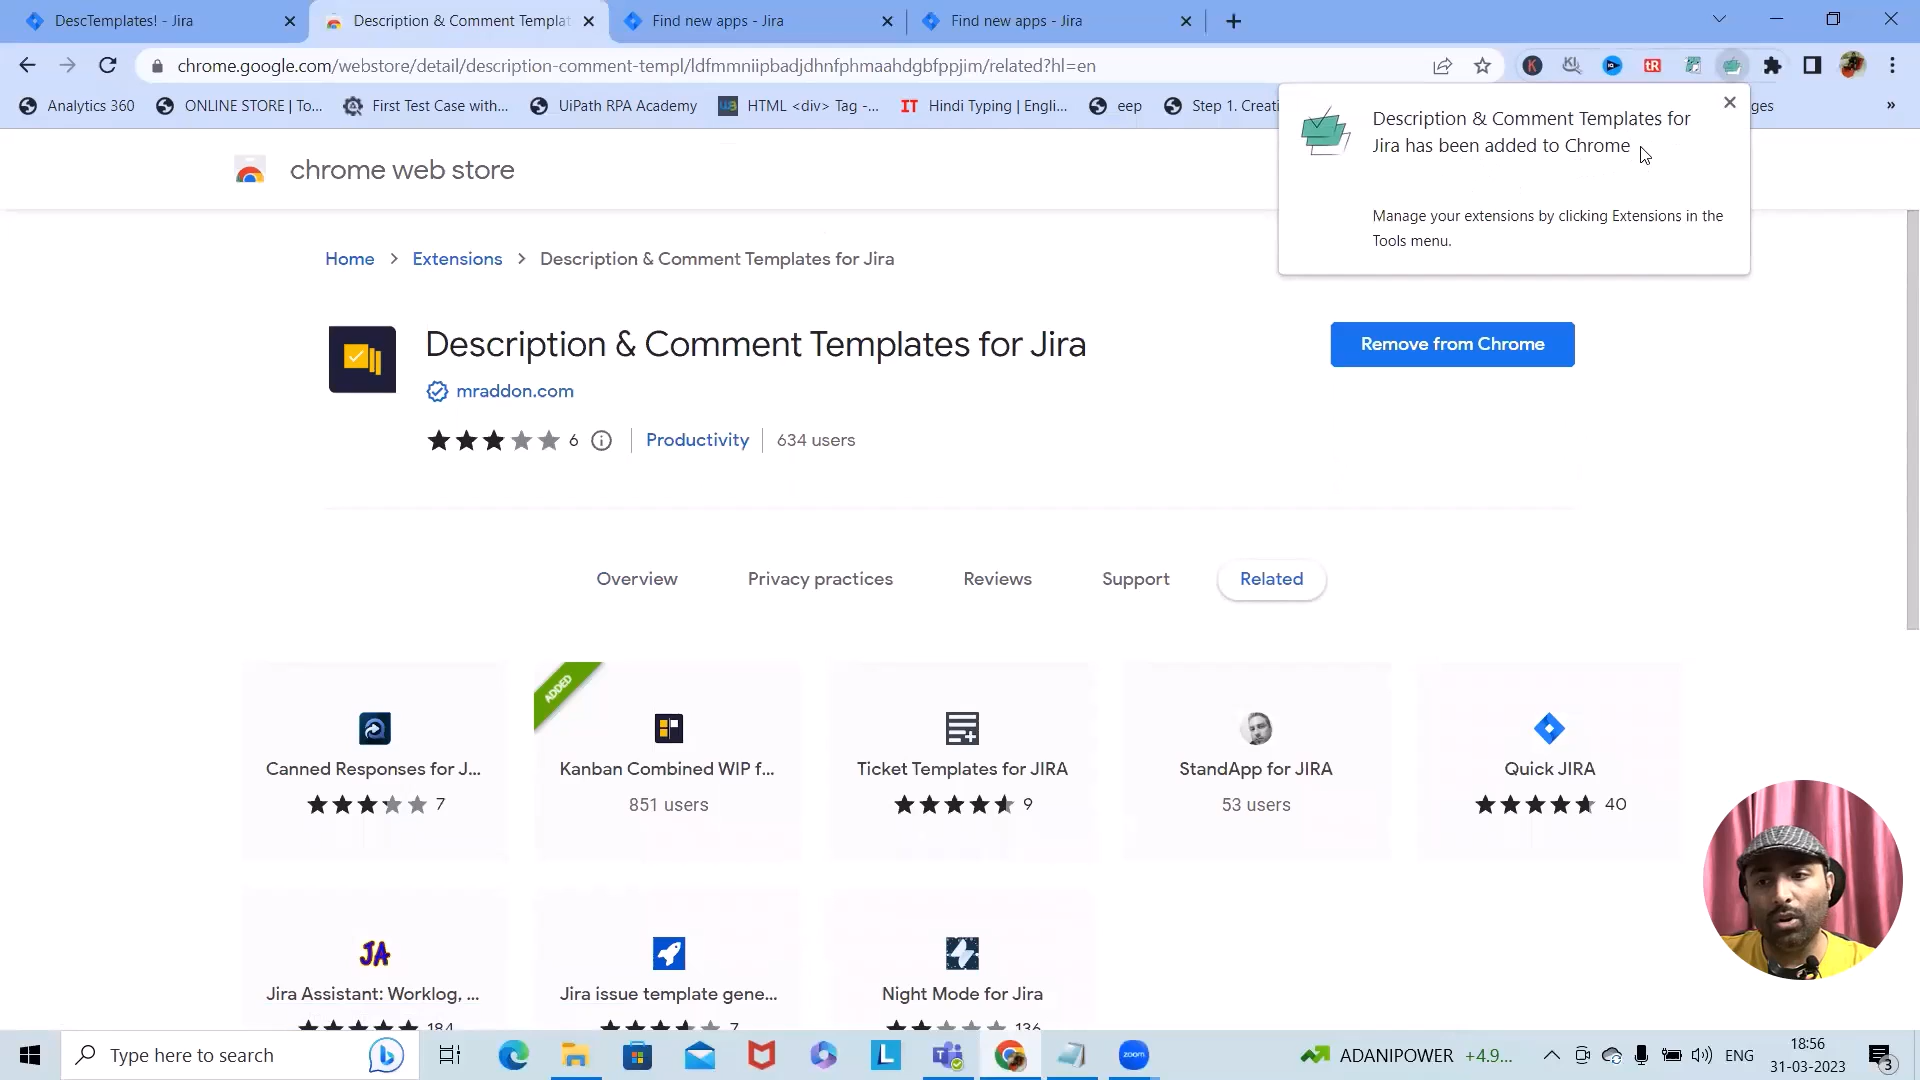 DescTemplates! - Jira
Description & Comment Templat
Find new apps - Jira
Find new apps - Jira
chrome.google.com/webstore/detail/description-comment-templ/ldfmmniipbadjdhnfphmaahdgbfppjim/related?hl=en
Analytics 360
ONLINE STORE | To...
First Test Case with...
UiPath RPA Academy
HTML <div> Tag -...
IT Hindi Typing | Engli...
eep
Step 1. Creati
ges
»
Description & Comment Templates for
Jira has been added to Chrome
Manage your extensions by clicking Extensions in the
Tools menu.
chrome web store
Home > Extensions > Description & Comment Templates for Jira
Description & Comment Templates for Jira
Remove from Chrome
mraddon.com
6
Productivity
634 users
Overview
Privacy practices
Reviews
Support
Related
Canned Responses for J...
7
ADDED
Kanban Combined WIP f...
851 users
Ticket Templates for JIRA
9
StandApp for JIRA
53 users
Quick JIRA
40
JA
Jira Assistant: Worklog, ...
184
Jira issue template gene...
7
Night Mode for Jira
136
Type here to search
L
zoom
ADANIPOWER +4.9...
ENG
18:56
31-03-2023
3